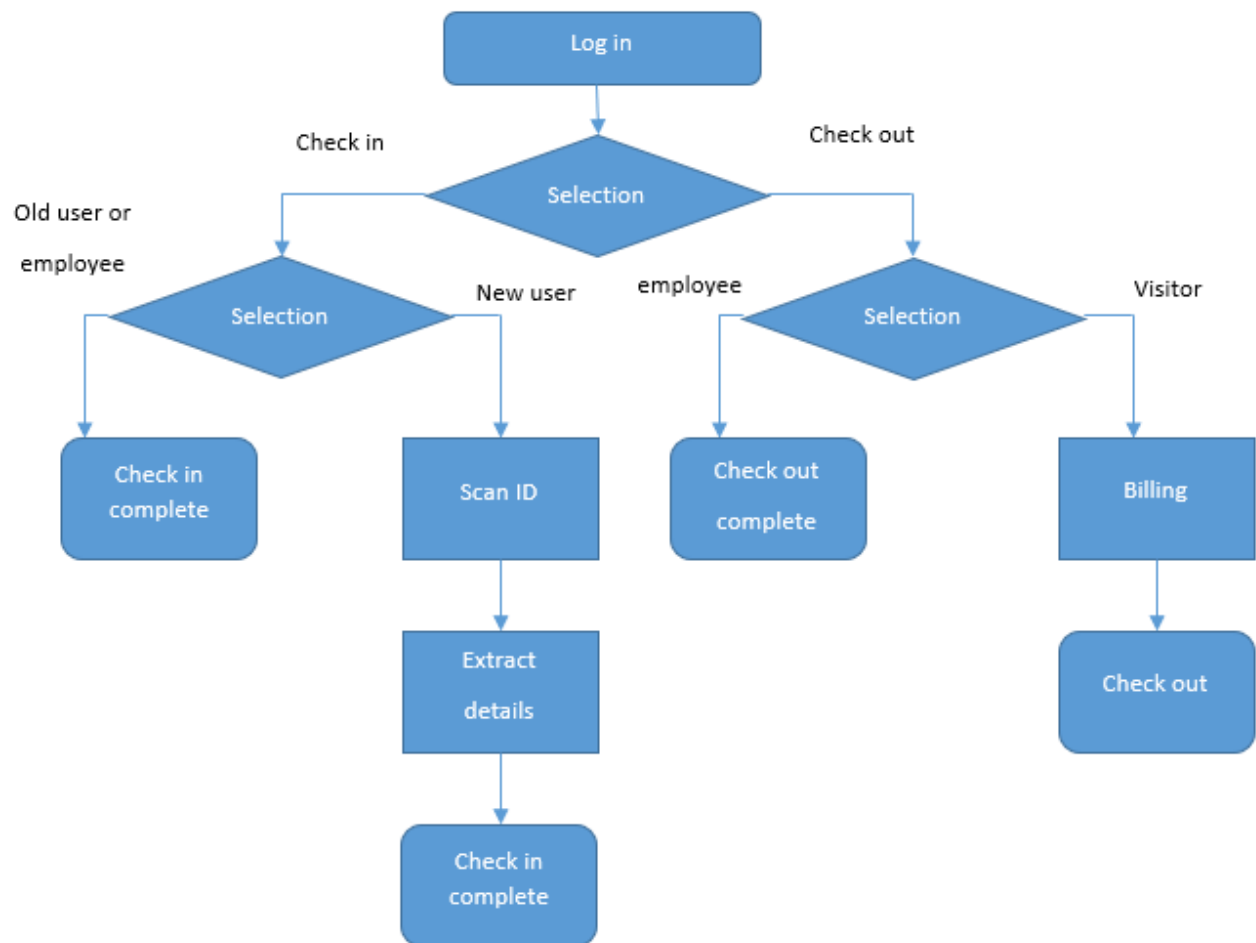 Log in
Check in
Check out
Selection
Old user or
employee
Selection
New user
employee
Selection
Visitor
Check in
complete
Scan ID
Check out
complete
Billing
Extract
details
Check out
Check in
complete